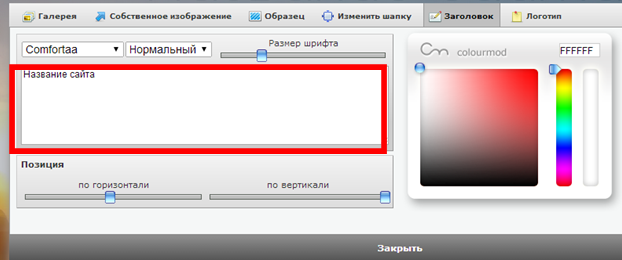 Галерея Собственное изображение Образец Изменить шапку Заголовок Логотип
Comfortaa Нормальный Размер шрифта
Название сайта
Cm colourmod FFFFFF
Позиция
по горизонтали по вертикали
Закрыть